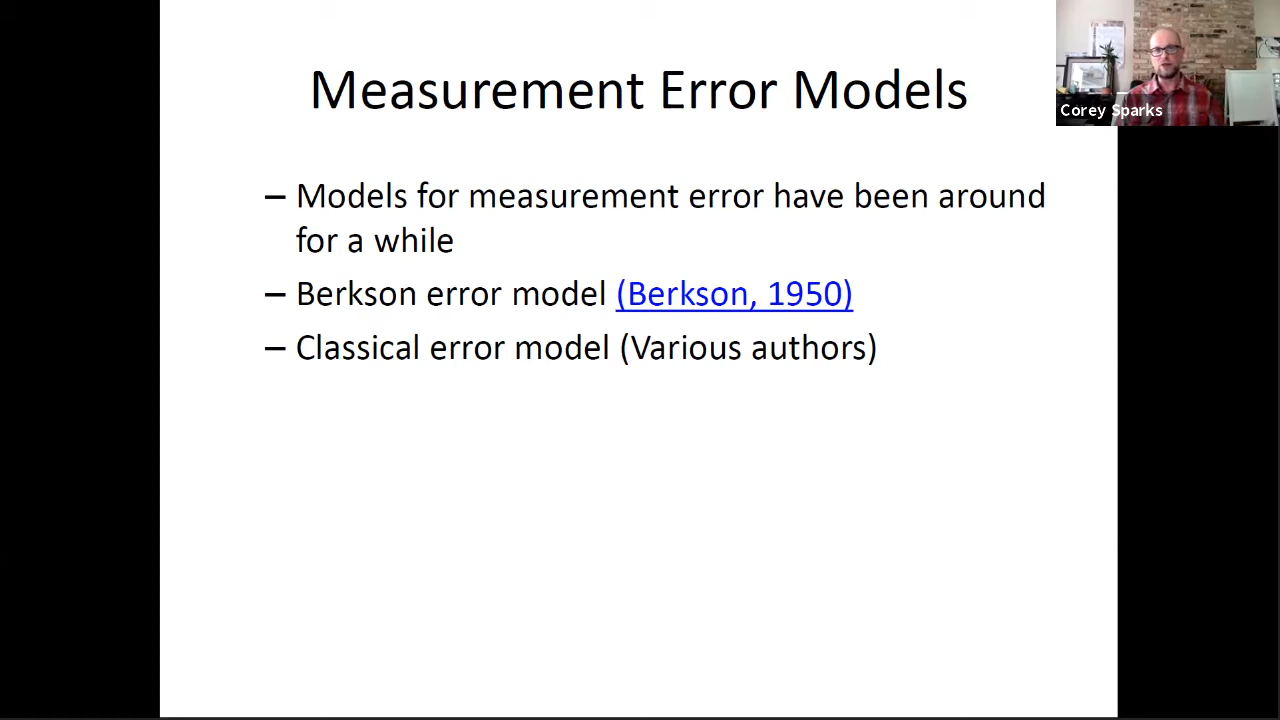 Measurement Error Models
Corey Sparks
– Models for measurement error have been around
for a while
– Berkson error model (Berkson, 1950)
– Classical error model (Various authors)